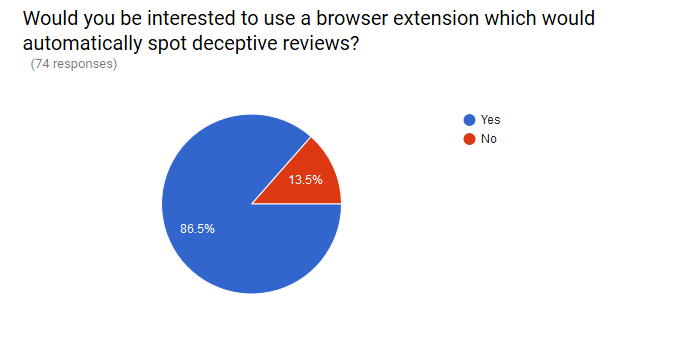 Would you be interested to use a browser extension which would
automatically spot deceptive reviews?
(74 responses)
Yes
No
13.5%
86.5%